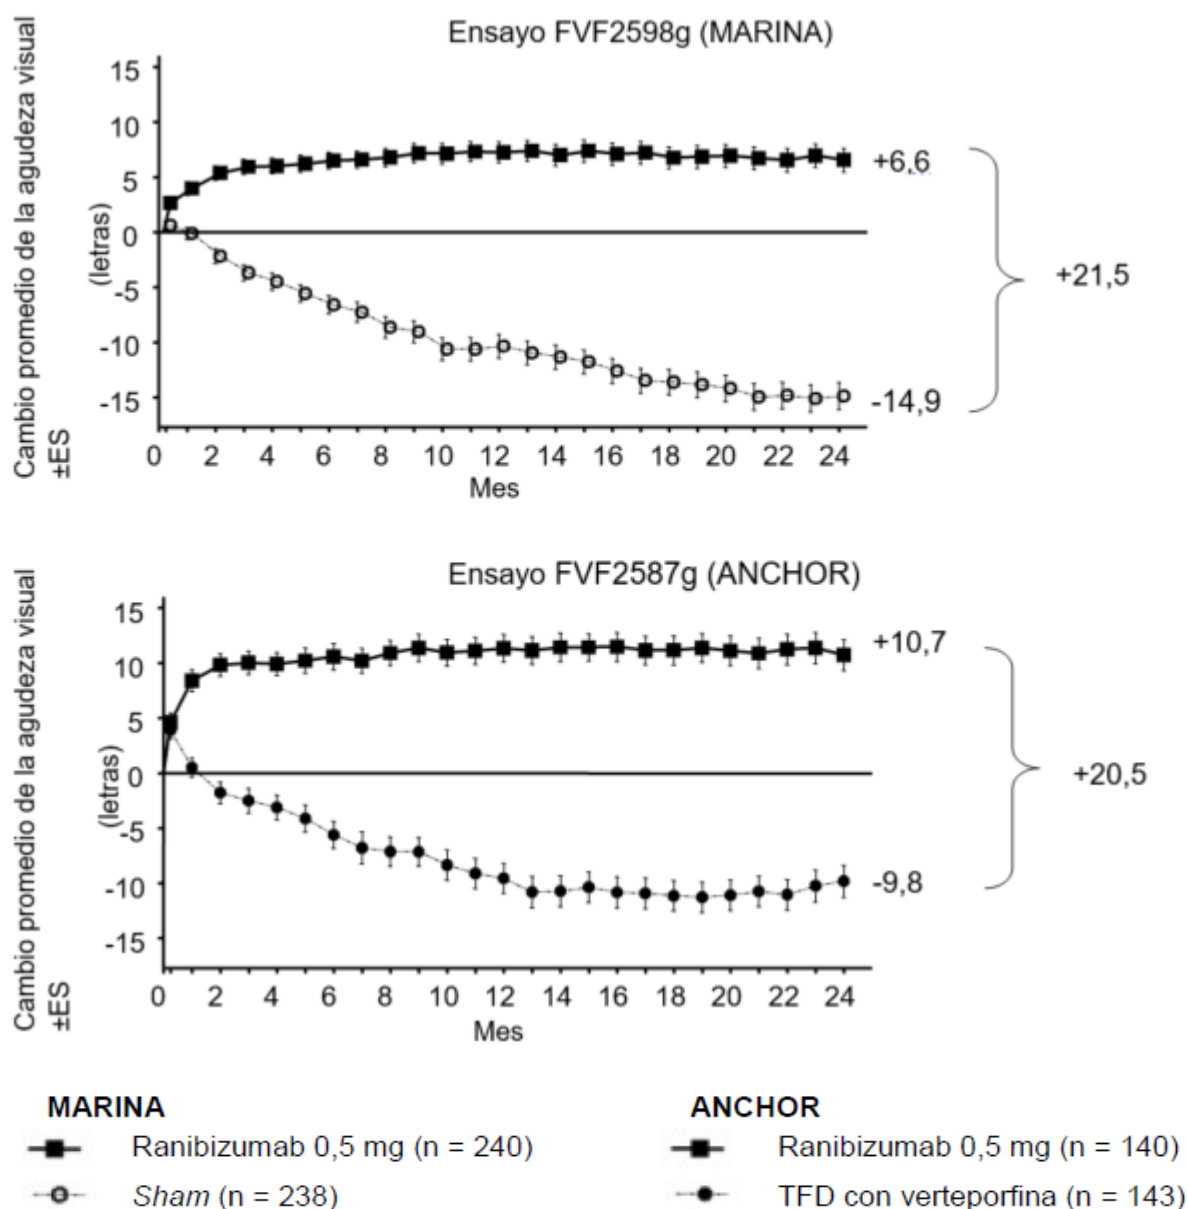 Ensayo FVF2598g (MARINA)
Cambio promedio de la agudeza visual
±ES
(letras)
15
10
5
0
-5
-10
-15
+6,6
-14,9
+21,5
0 2 4 6 8 10 12 14 16 18 20 22 24
Mes
Ensayo FVF2587g (ANCHOR)
Cambio promedio de la agudeza visual
±ES
(letras)
15
10
5
0
-5
-10
-15
+10,7
-9,8
+20,5
0 2 4 6 8 10 12 14 16 18 20 22 24
Mes
MARINA
Ranibizumab 0,5 mg (n = 240)
Sham (n = 238)
ANCHOR
Ranibizumab 0,5 mg (n = 140)
TFD con verteporfina (n = 143)